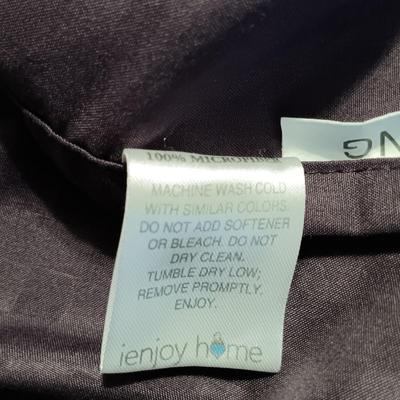 100% MICROFIBER
MACHINE WASH COLD
WITH SIMILAR COLORS.
DO NOT ADD SOFTENER
OR BLEACH. DO NOT
DRY CLEAN.
TUMBLE DRY LOW;
REMOVE PROMPTLY.
ENJOY.
ienjoy home
NG